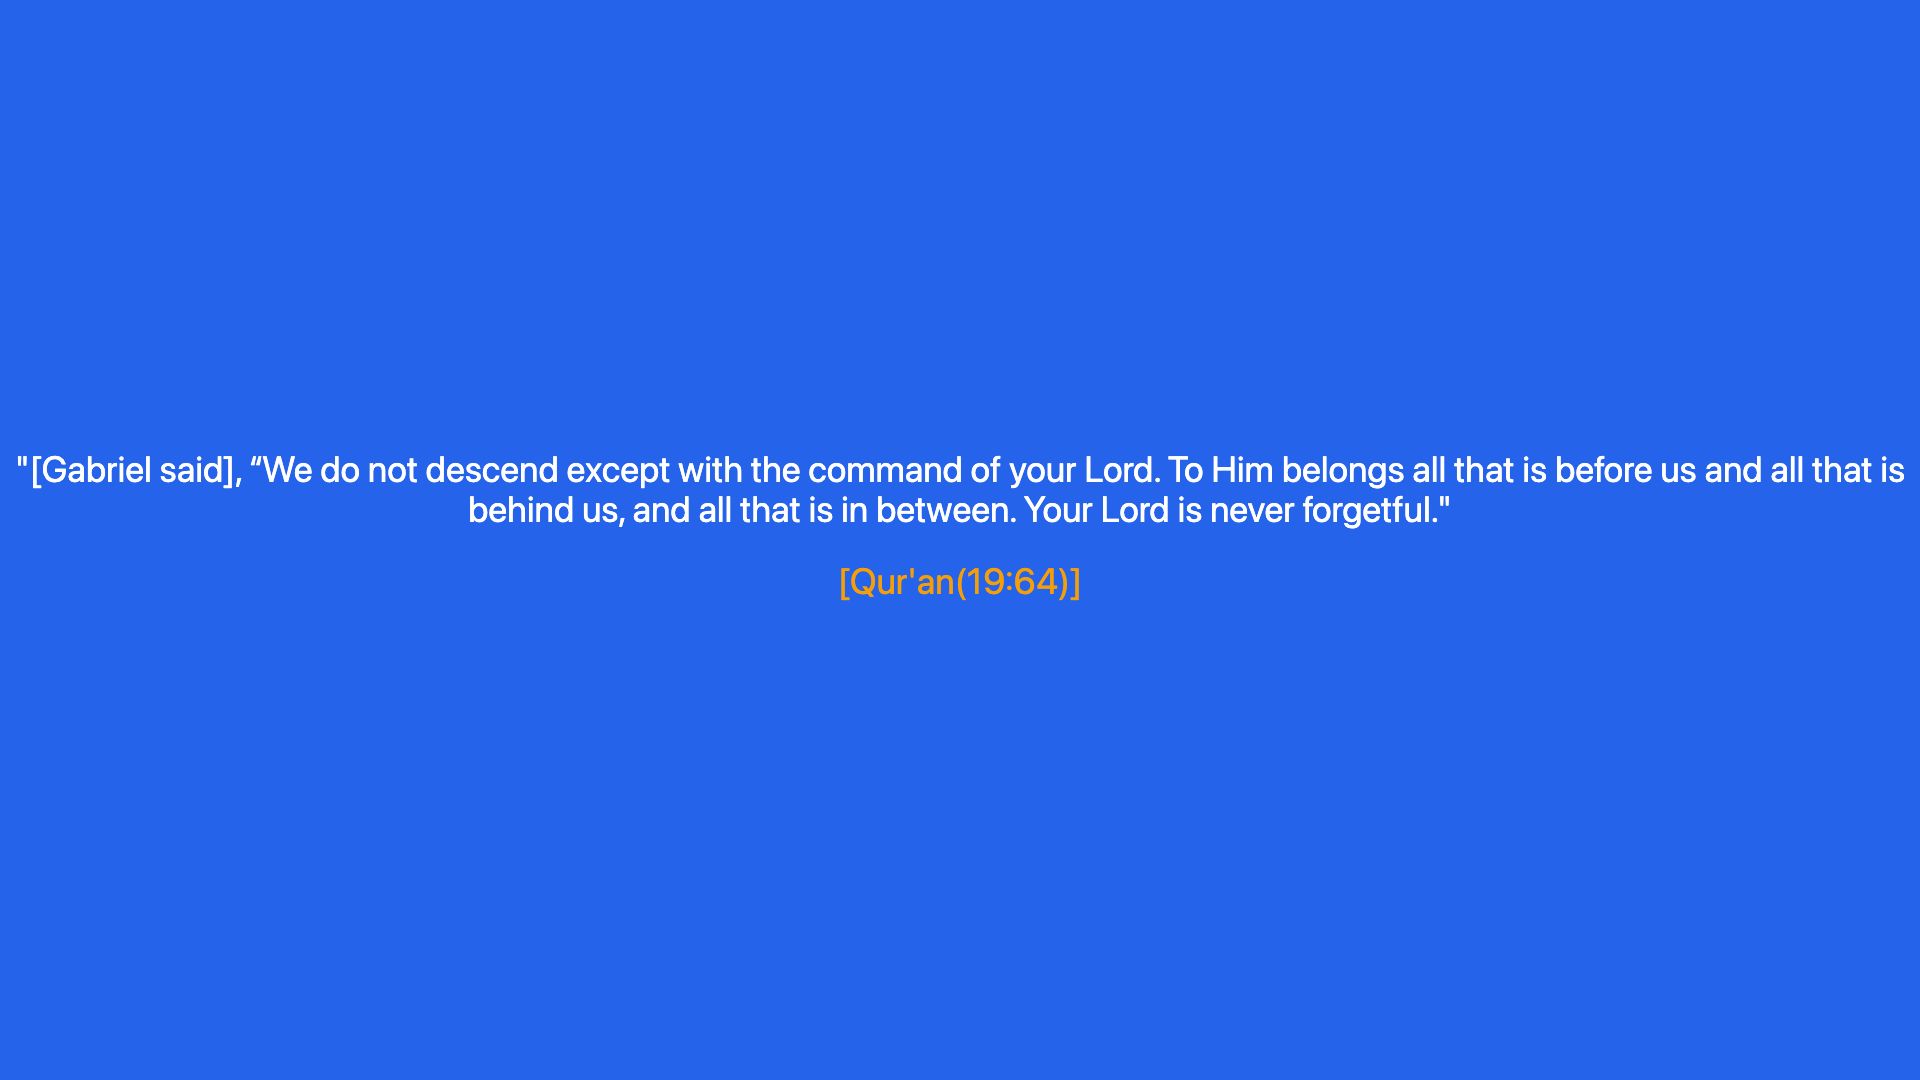 "[Gabriel said], “We do not descend except with the command of your Lord. To Him belongs all that is before us and all that is
behind us, and all that is in between. Your Lord is never forgetful."
[Qur'an(19:64)]